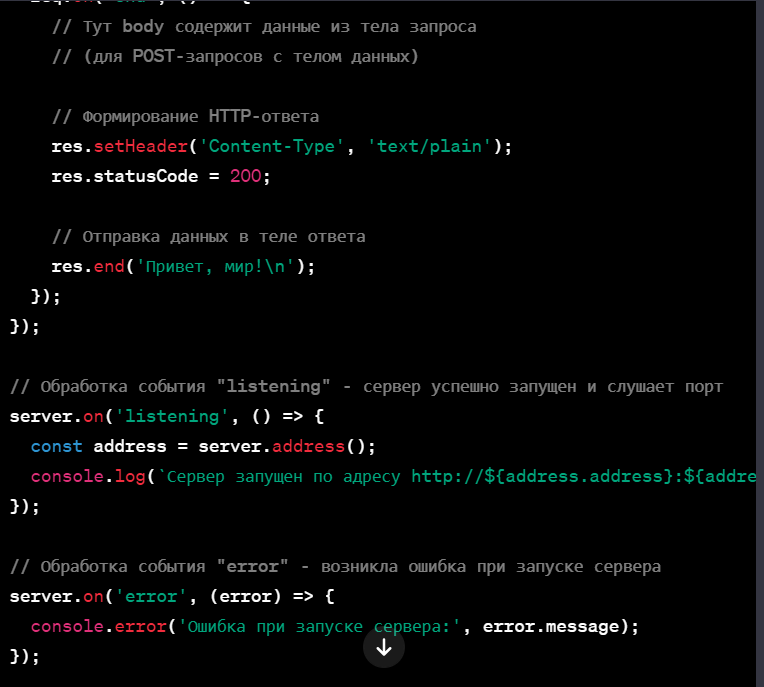 // Тут body содержит данные из тела запроса
// (для POST-запросов с телом данных)
// Формирование HTTP-ответа
res.setHeader('Content-Type', 'text/plain');
res.statusCode = 200;
// Отправка данных в теле ответа
res.end('Привет, мир!\n');
});
});
// Обработка события "listening" - сервер успешно запущен и слушает порт
server.on('listening', () => {
const address = server.address();
console.log(`Сервер запущен по адресу http://${address.address}:${addre
});
// Обработка события "error" - возникла ошибка при запуске сервера
server.on('error', (error) => {
console.error('Ошибка при запуске сервера:', error.message);
});